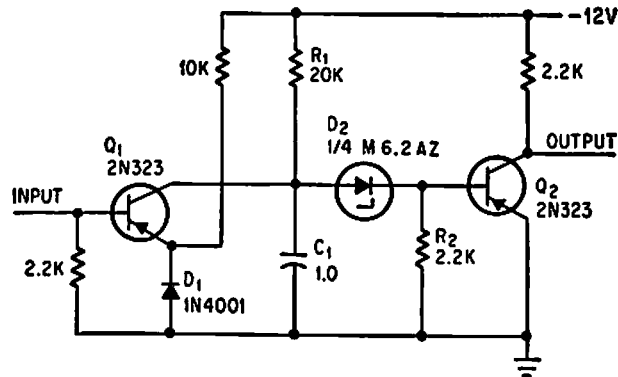 -12V
10K
R1
20K
2.2K
D2
1/4 M 6.2 AZ
Q1
2N323
OUTPUT
INPUT
Q2
2N323
2.2K
D1
1N4001
C1
1.0
R2
2.2K